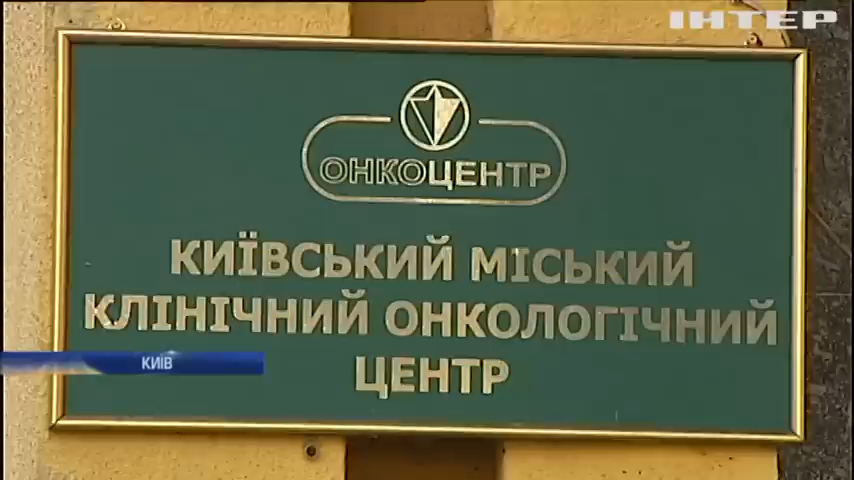 ІНТЕР
ОНКОЦЕНТР
КИЇВСЬКИЙ МІСЬКИЙ
КЛІНІЧНИЙ ОНКОЛОГІЧНИЙ
ЦЕНТР
КИЇВ